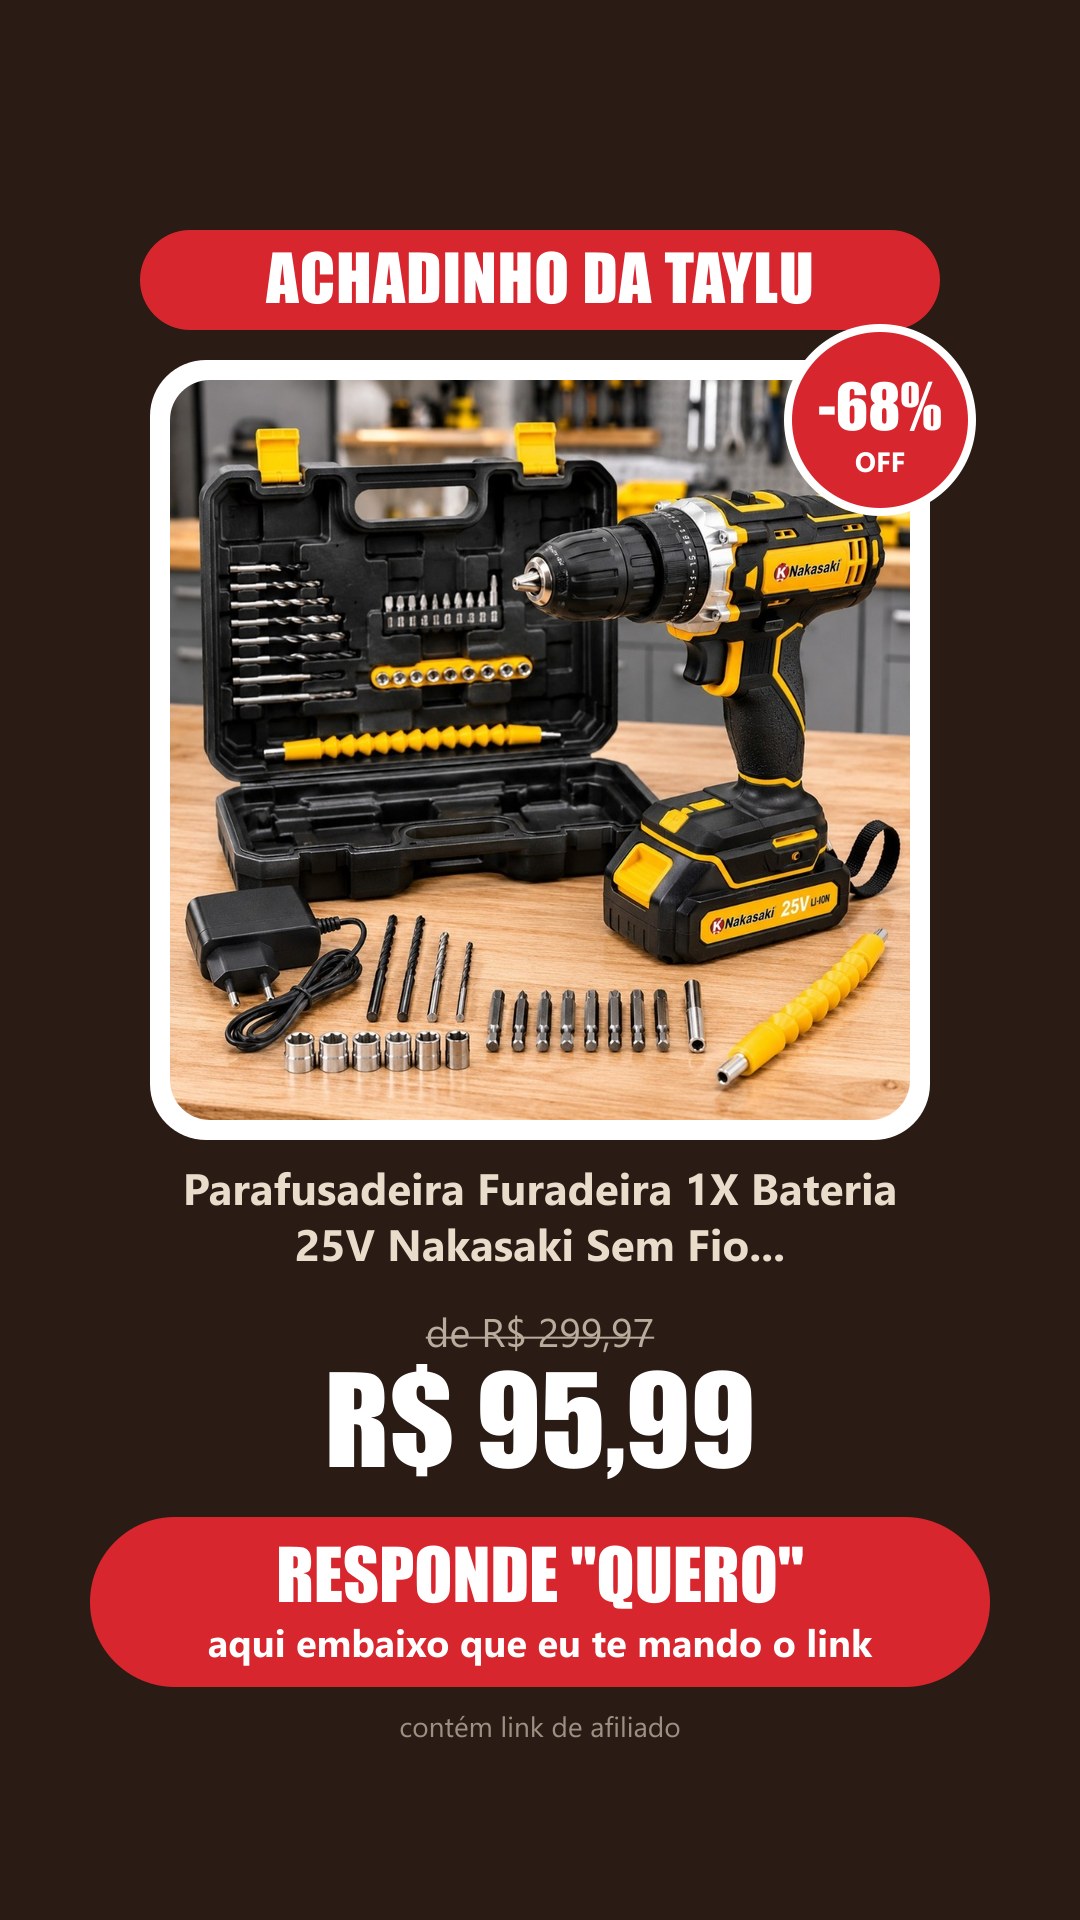 ACHADINHO DA TAYLU
-68%
OFF
Nakasaki
Nakasaki 25V LI-ION
Parafusadeira Furadeira 1X Bateria
25V Nakasaki Sem Fio...
de R$ 299,97
R$ 95,99
RESPONDE "QUERO"
aqui embaixo que eu te mando o link
contém link de afiliado